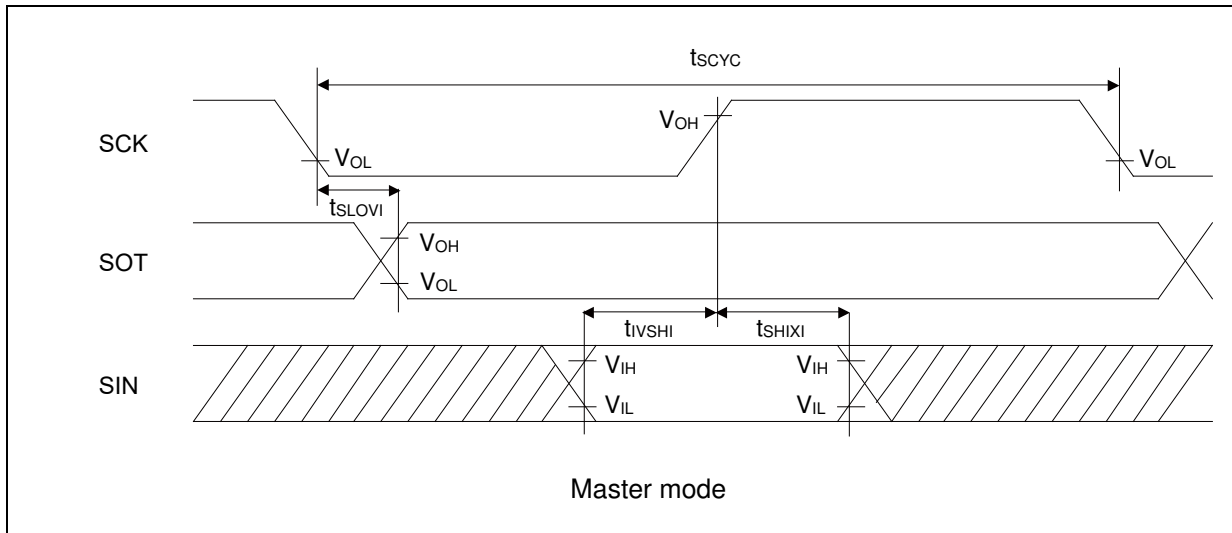 tSCYC
SCK
VOH
VOL
VOL
tSLOVI
SOT
VOH
VOL
tIVSHI
tSHIXI
SIN
VIH
VIH
VIL
VIL
Master mode